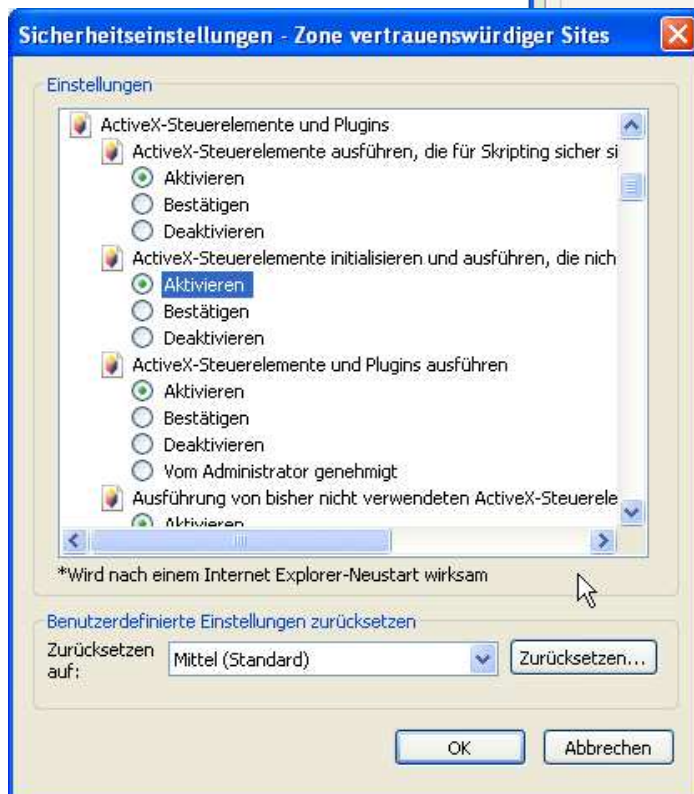 Sicherheitseinstellungen - Zone vertrauenswürdiger Sites
Einstellungen
ActiveX-Steuerelemente und Plugins
ActiveX-Steuerelemente ausführen, die für Skripting sicher si
Aktivieren
Bestätigen
Deaktivieren
ActiveX-Steuerelemente initialisieren und ausführen, die nich
Aktivieren
Bestätigen
Deaktivieren
ActiveX-Steuerelemente und Plugins ausführen
Aktivieren
Bestätigen
Deaktivieren
Vom Administrator genehmigt
Ausführung von bisher nicht verwendeten ActiveX-Steuerele
Aktivieren
*Wird nach einem Internet Explorer-Neustart wirksam
Benutzerdefinierte Einstellungen zurücksetzen
Zurücksetzen
auf:
Mittel (Standard)
Zurücksetzen...
OK
Abbrechen